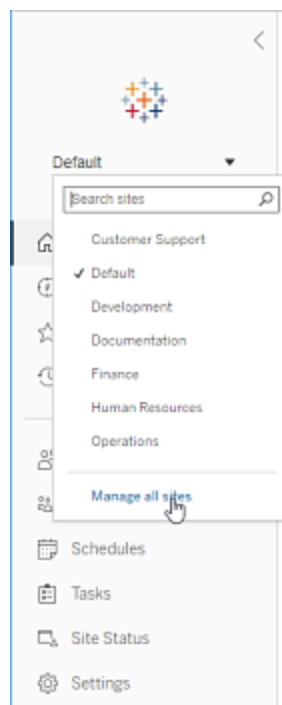 Default
Search sites
Customer Support
Default
Development
Documentation
Finance
Human Resources
Operations
Manage all sites
Schedules
Tasks
Site Status
Settings